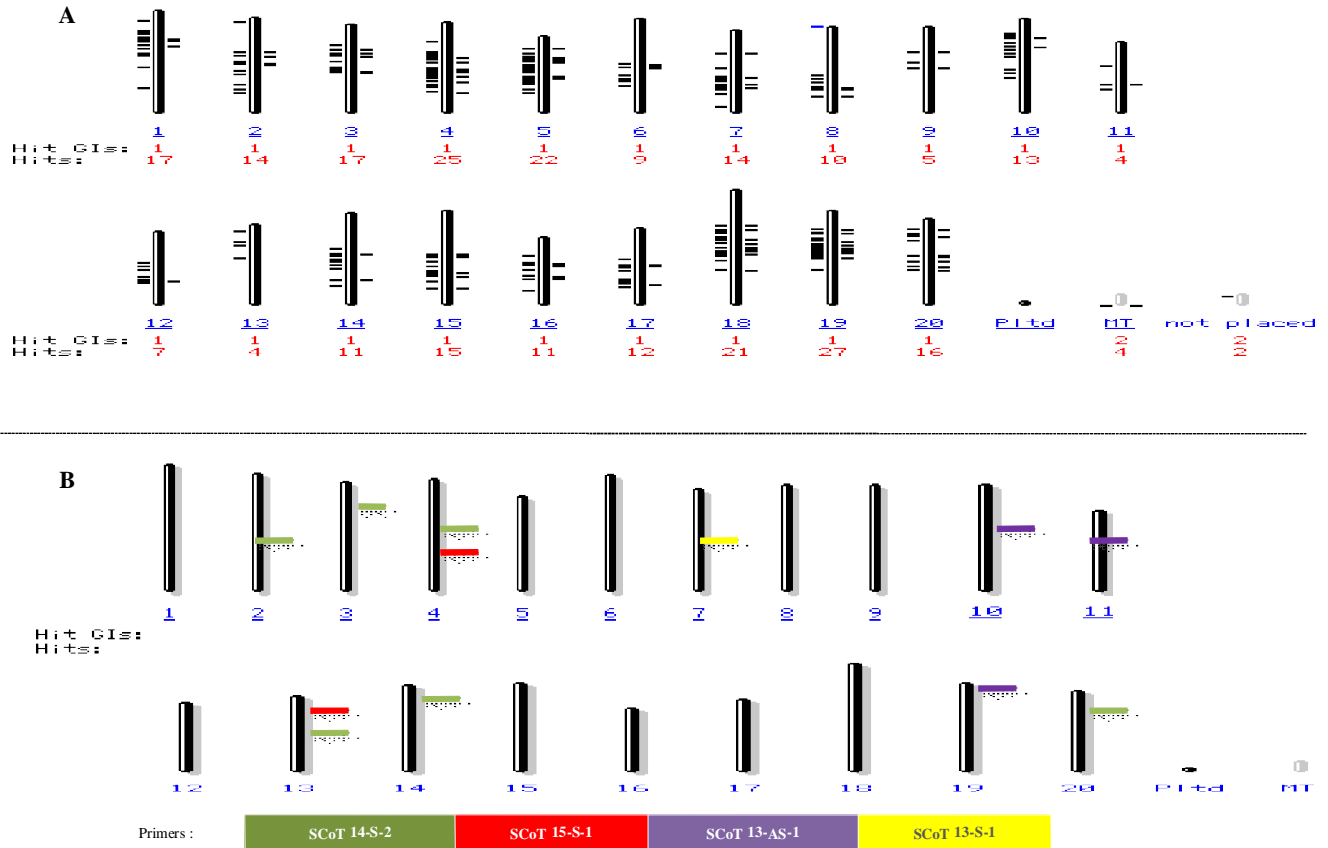 A
1 2 3 4 5 6 7 8 9 10 11
Hit GIs: 1 1 1 1 1 1 1 1 1 1 1
Hits: 17 14 17 25 22 9 14 10 5 13 4
12 13 14 15 16 17 18 19 20 Pltd MT not placed
Hit GIs: 1 1 1 1 1 1 1 1 1 2 2
Hits: 7 4 11 15 11 12 21 27 16 4 2
B
1 2 3 4 5 6 7 8 9 10 11
Hit GIs:
Hits:
12 13 14 15 16 17 18 19 20 Pltd MT
Primers : SCoT 14-S-2 SCoT 15-S-1 SCoT 13-AS-1 SCoT 13-S-1